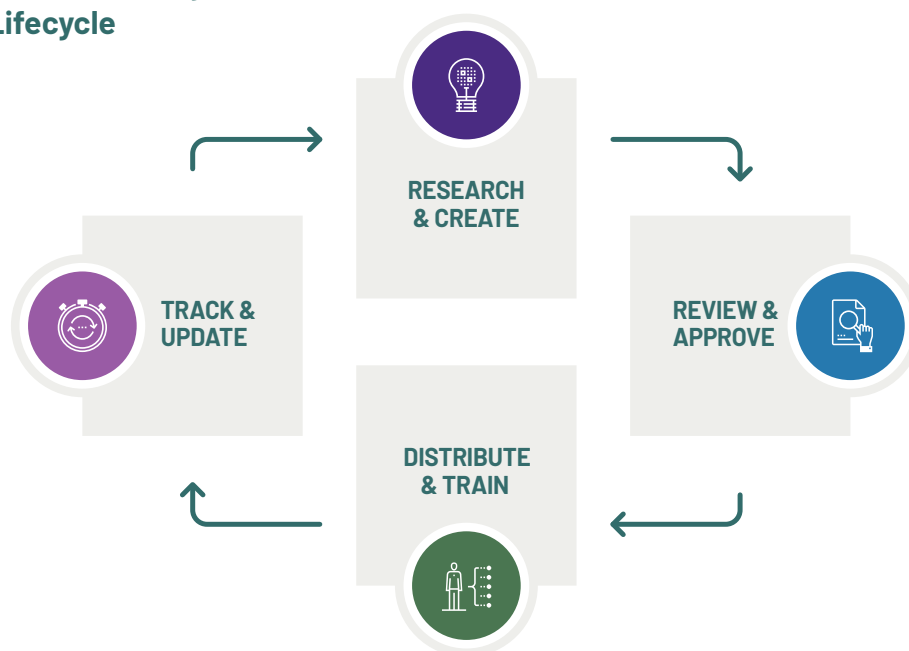 Lifecycle
RESEARCH
& CREATE
TRACK &
UPDATE
REVIEW &
APPROVE
DISTRIBUTE
& TRAIN